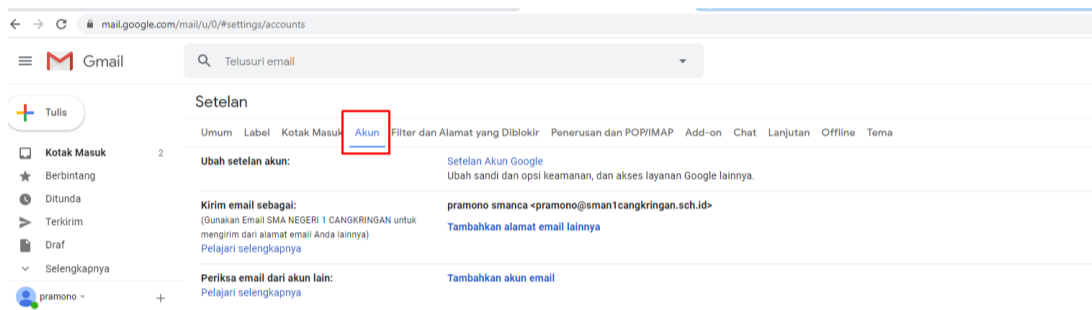 mail.google.com/mail/u/0/#settings/accounts
Gmail
Telusuri email
Tulis
Setelan
Umum Label Kotak Masuk Akun Filter dan Alamat yang Diblokir Penerusan dan POP/IMAP Add-on Chat Lanjutan Offline Tema
Kotak Masuk 2
Berbintang
Ditunda
Terkirim
Draf
Selengkapnya
pramono
Ubah setelan akun: Setelan Akun Google
Ubah sandi dan opsi keamanan, dan akses layanan Google lainnya.
Kirim email sebagai: pramono smanca <pramono@sman1cangkringan.sch.id>
(Gunakan Email SMA NEGERI 1 CANGKRINGAN untuk
mengirim dari alamat email Anda lainnya)
Tambahkan alamat email lainnya
Pelajari selengkapnya
Periksa email dari akun lain: Tambahkan akun email
Pelajari selengkapnya